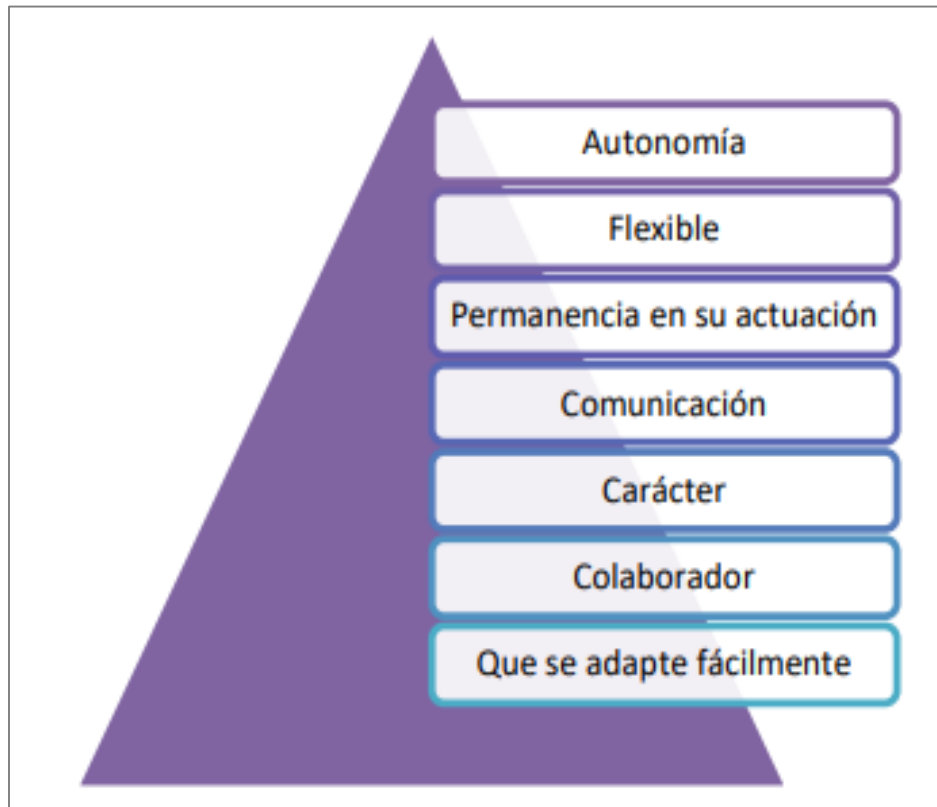 Autonomía
Flexible
Permanencia en su actuación
Comunicación
Carácter
Colaborador
Que se adapte fácilmente